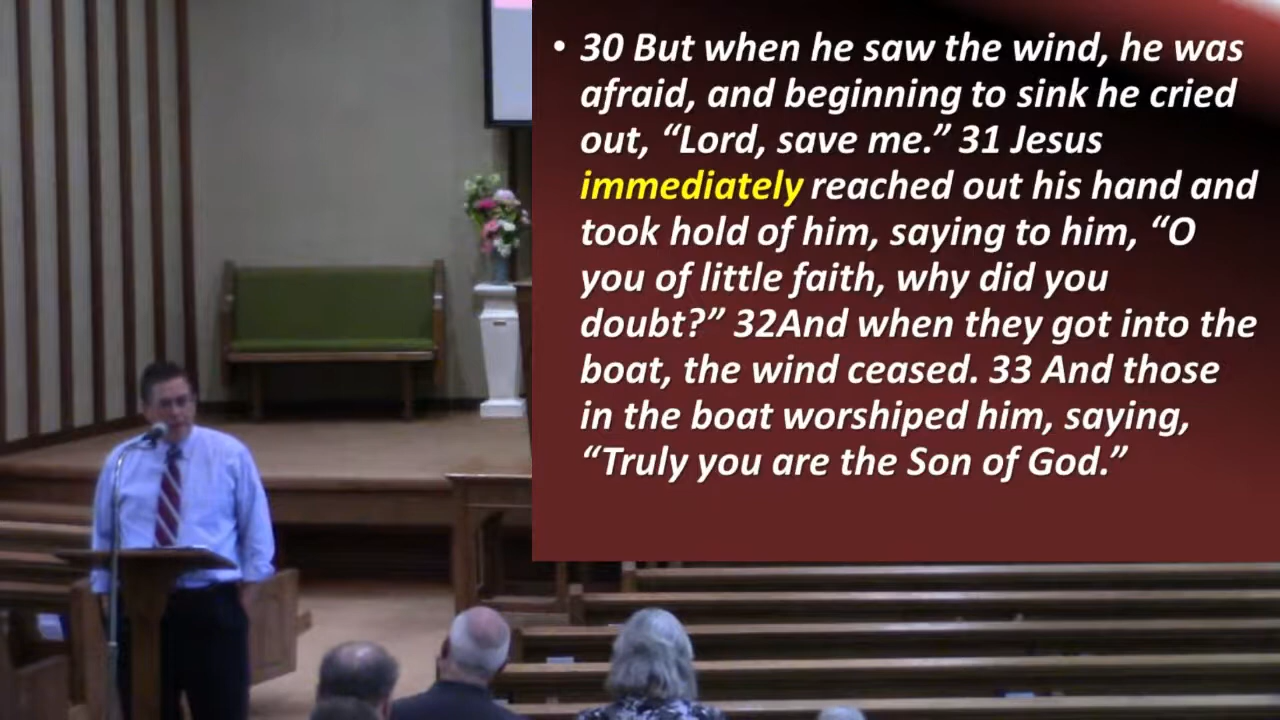 • 30 But when he saw the wind, he was
afraid, and beginning to sink he cried
out, “Lord, save me.” 31 Jesus
immediately reached out his hand and
took hold of him, saying to him, “O
you of little faith, why did you
doubt?” 32And when they got into the
boat, the wind ceased. 33 And those
in the boat worshiped him, saying,
“Truly you are the Son of God.”